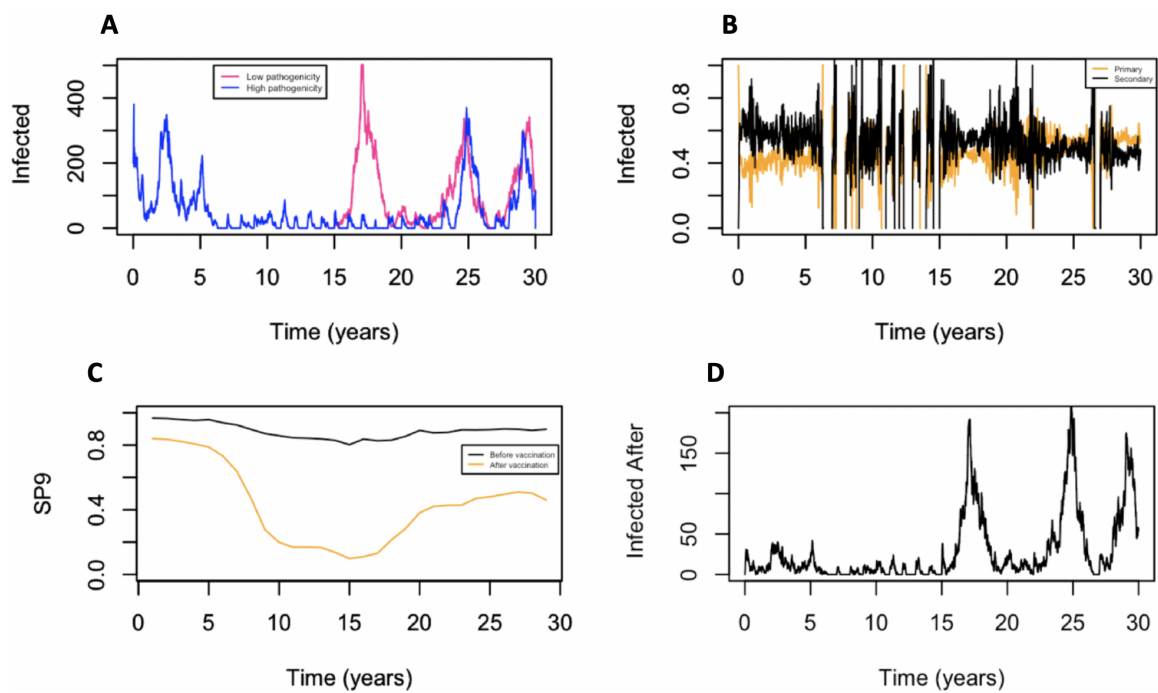 A
Infected
400
200
0
Low pathogenicity
High pathogenicity
0 5 10 15 20 25 30
Time (years)
B
Infected
0.8
0.4
0.0
Primary
Secondary
0 5 10 15 20 25 30
Time (years)
C
SP9
0.8
0.4
0.0
Before vaccination
After vaccination
0 5 10 15 20 25 30
Time (years)
D
Infected After
150
50
0
0 5 10 15 20 25 30
Time (years)